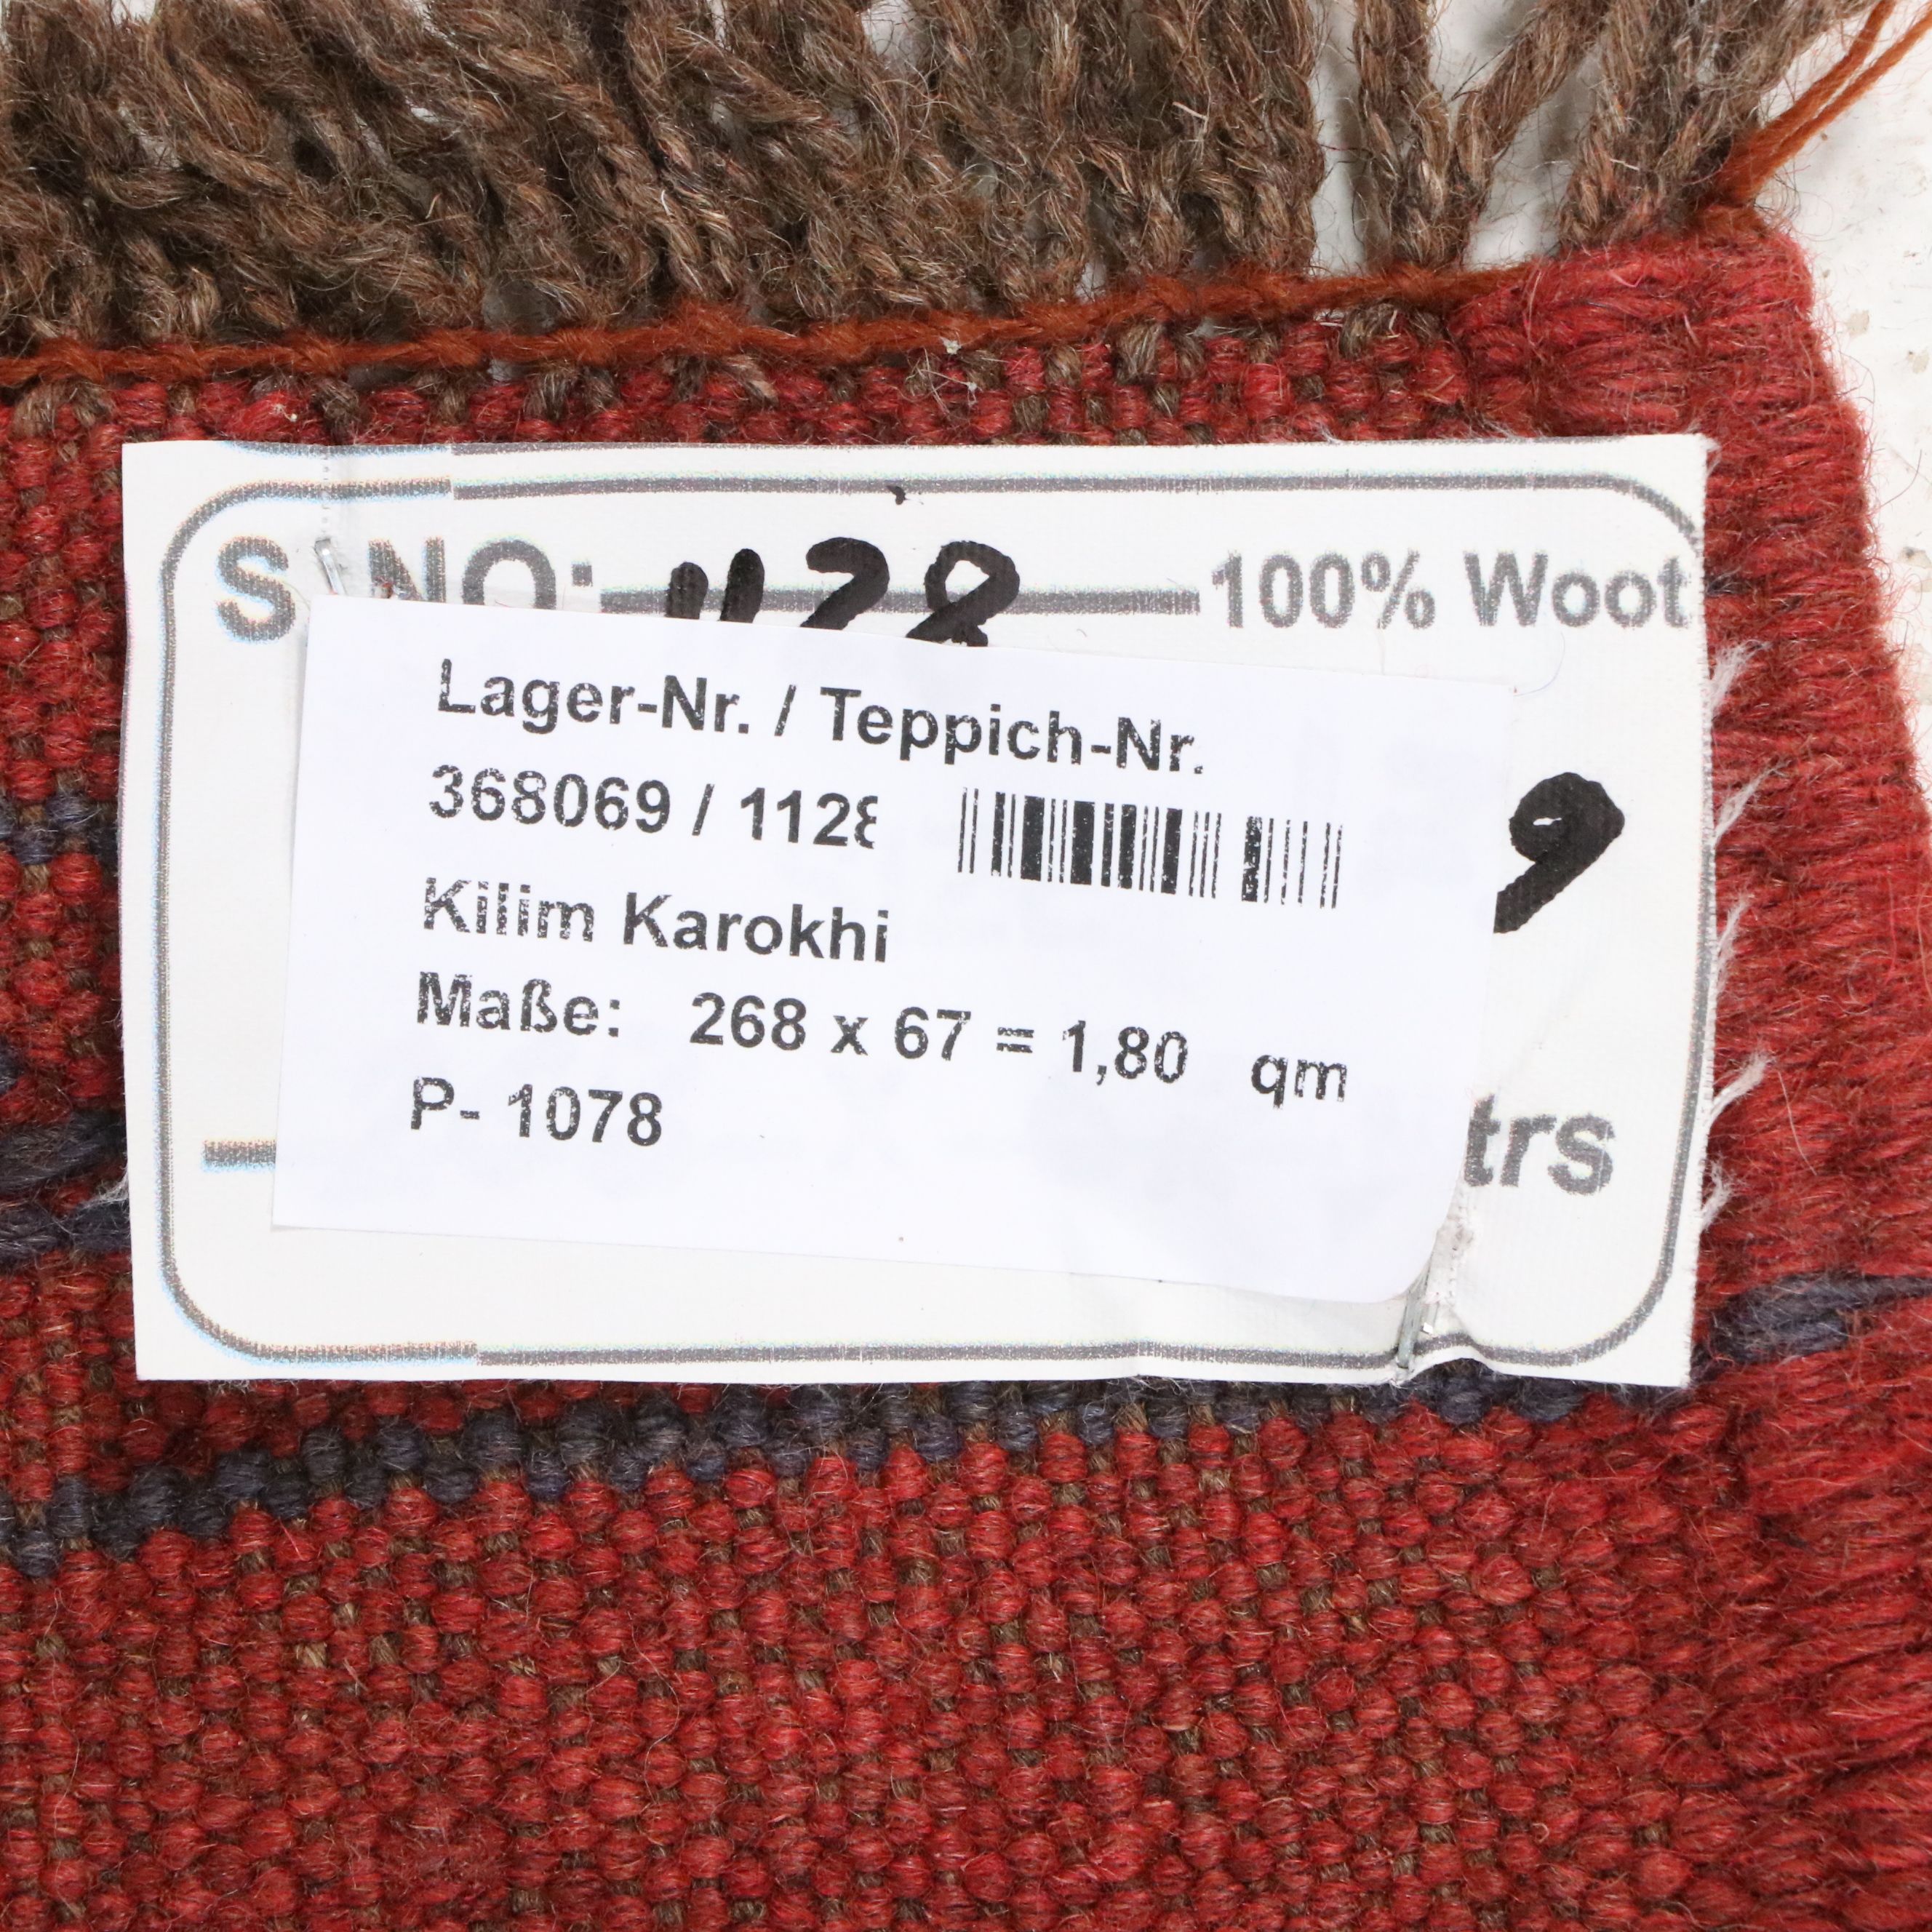 S.NO: 1128 100% Woot
Lager-Nr. / Teppich-Nr.
368069 / 1128
9
Kilim Karokhi
Maße: 268 x 67 = 1,80 qm
P- 1078
trs